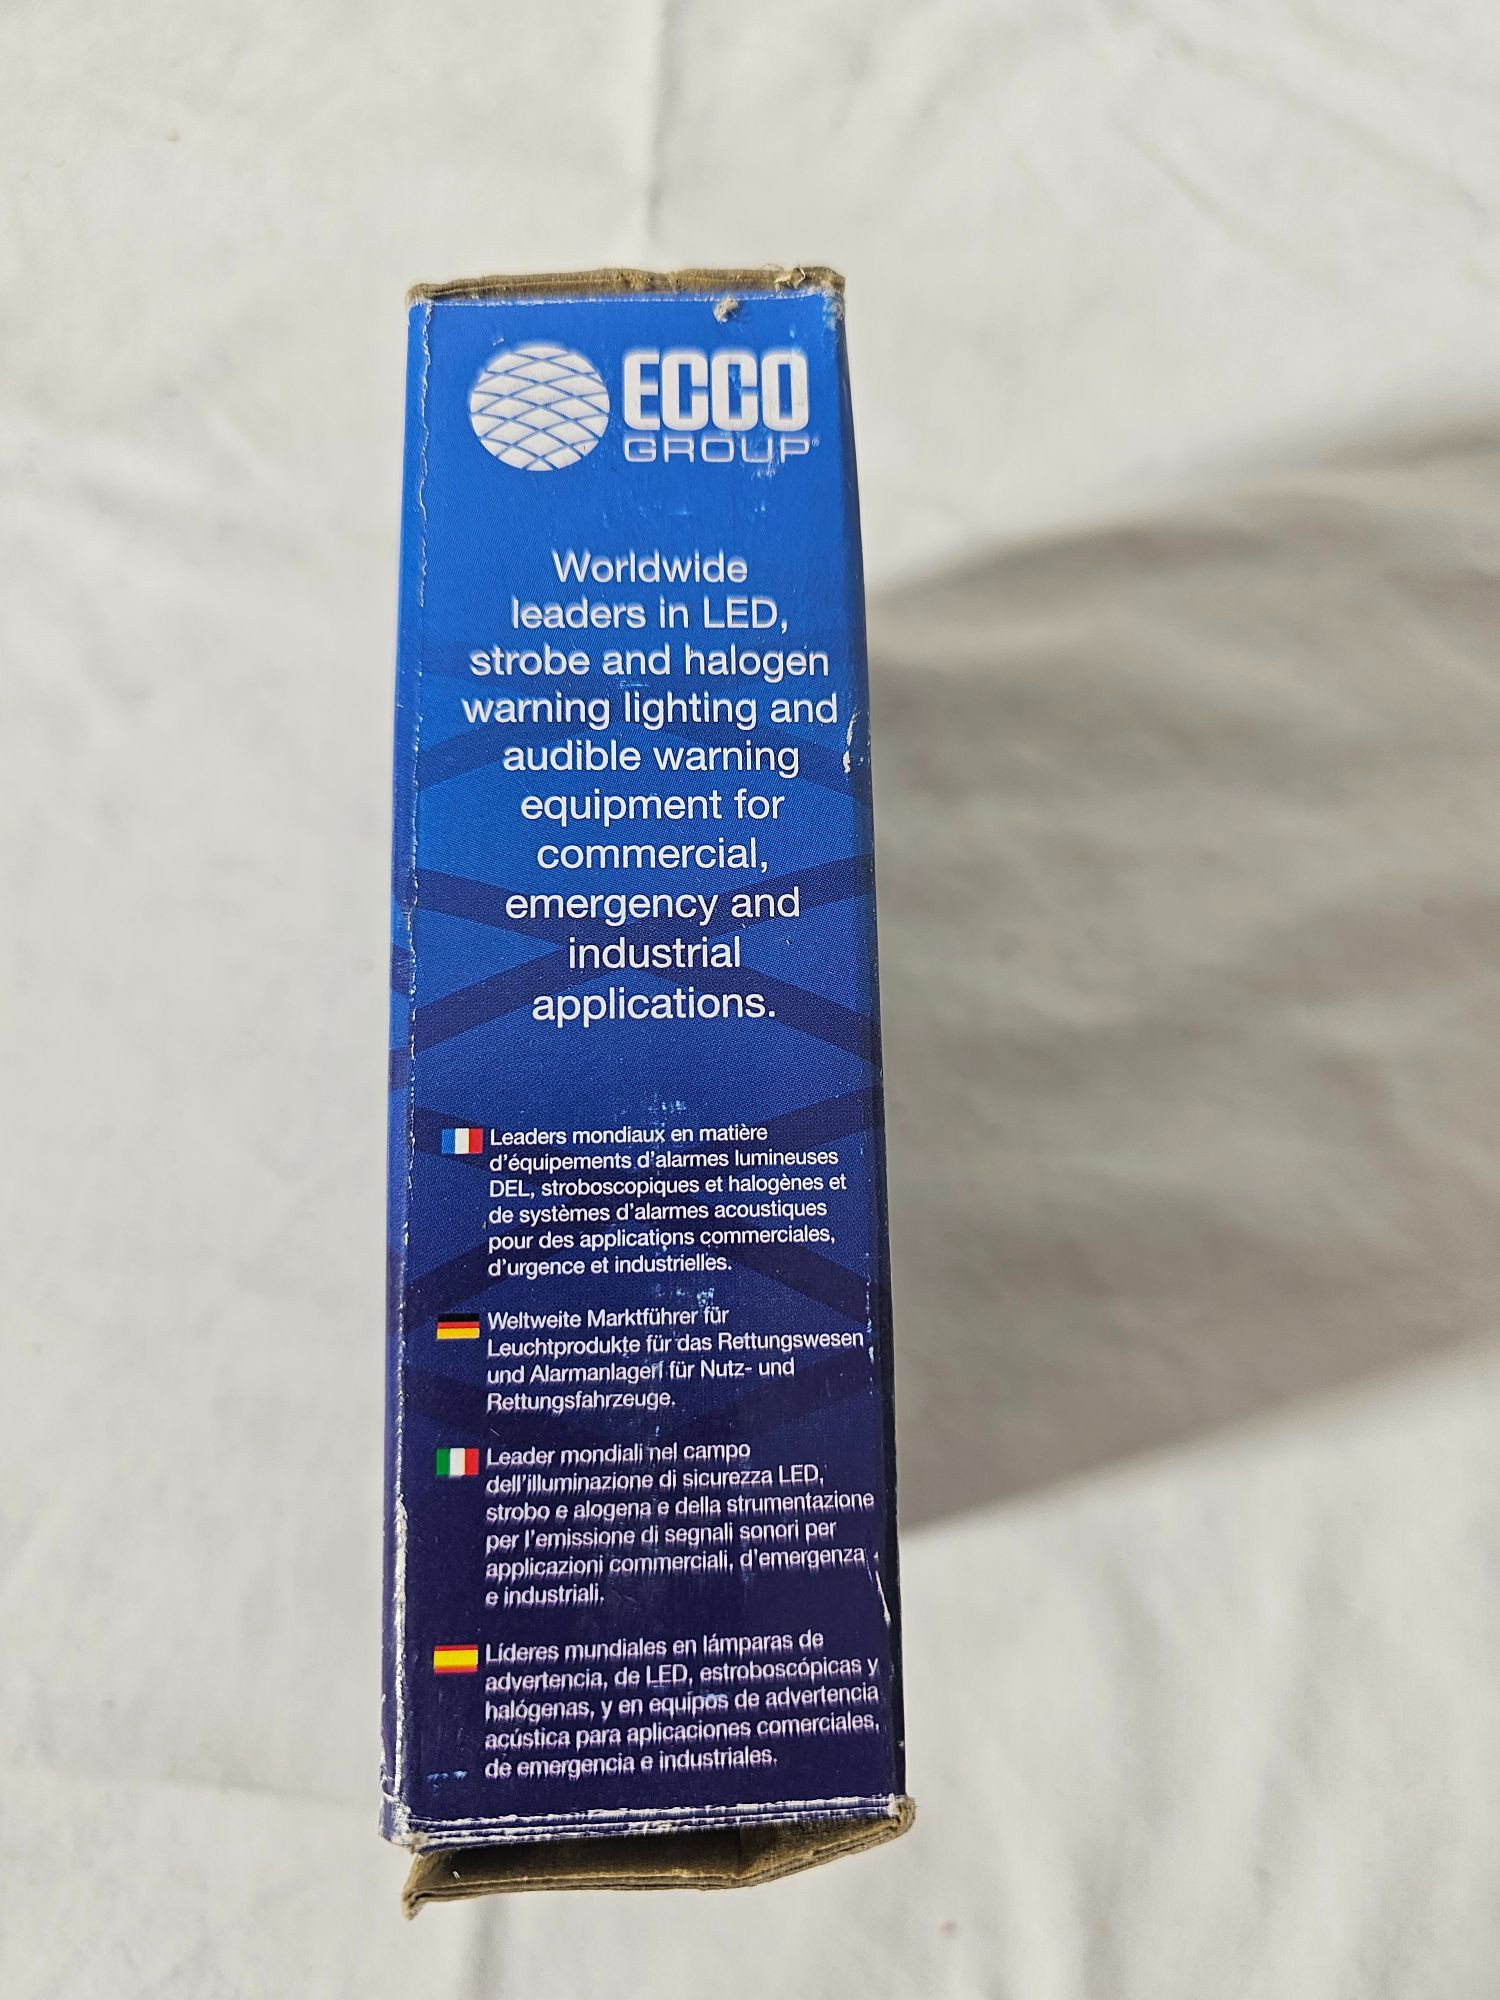 ECCO
GROUP®
Worldwide
leaders in LED,
strobe and halogen
warning lighting and
audible warning
equipment for
commercial,
emergency and
industrial
applications.
Leaders mondiaux en matière
d'équipements d'alarmes lumineuses
DEL, stroboscopiques et halogènes et
de systèmes d'alarmes acoustiques
pour des applications commerciales,
d'urgence et industrielles.
Weltweite Marktführer für
Leuchtprodukte für das Rettungswesen
und Alarmanlagen für Nutz- und
Rettungsfahrzeuge.
Leader mondiali nel campo
dell'illuminazione di sicurezza LED,
strobo e alogena e della strumentazione
per l'emissione di segnali sonori per
applicazioni commerciali, d'emergenza
e industriali.
Líderes mundiales en lámparas de
advertencia, de LED, estroboscópicas y
halógenas, y en equipos de advertencia
acústica para aplicaciones comerciales,
de emergencia e industriales.